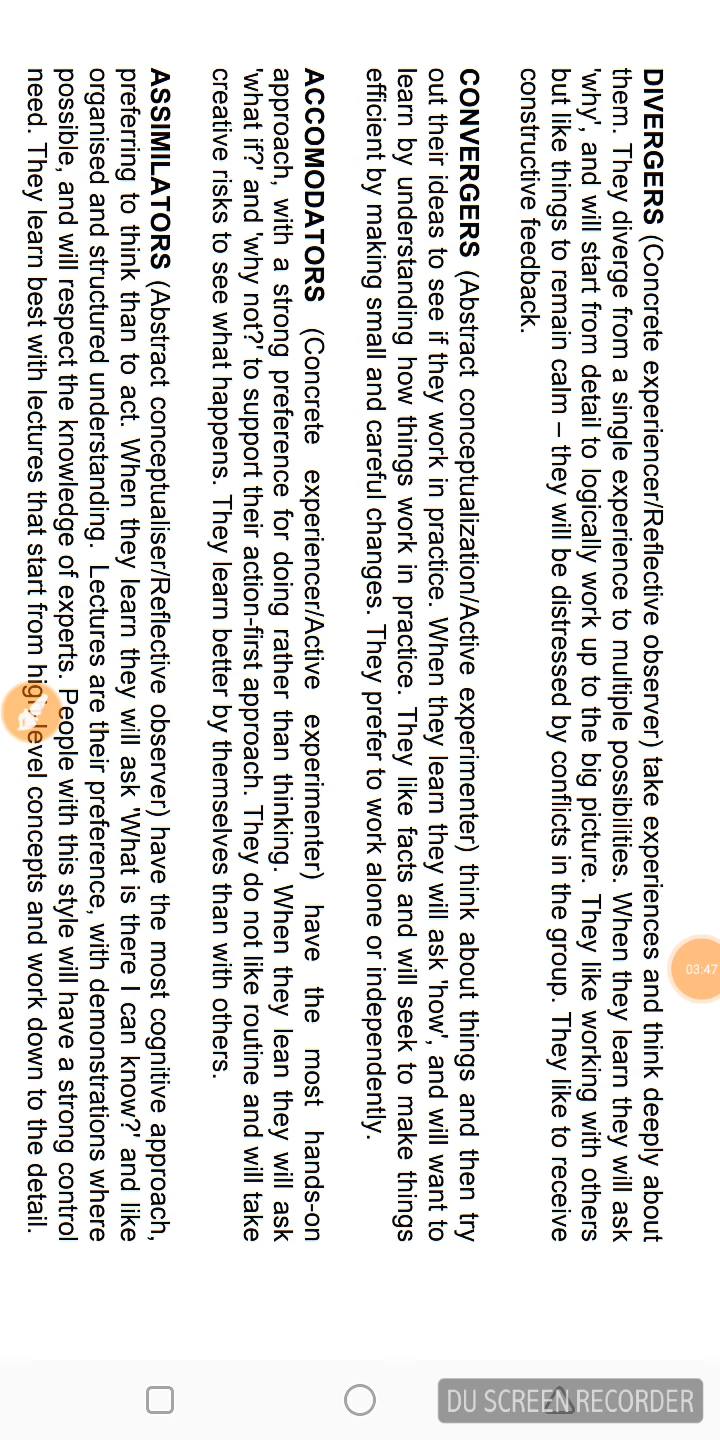 DIVERGERS (Concrete experiencer/Reflective observer) take experiences and think deeply about
them. They diverge from a single experience to multiple possibilities. When they learn they will ask
'why', and will start from detail to logically work up to the big picture. They like working with others
but like things to remain calm – they will be distressed by conflicts in the group. They like to receive
constructive feedback.
CONVERGERS (Abstract conceptualization/Active experimenter) think about things and then try
out their ideas to see if they work in practice. When they learn they will ask 'how', and will want to
learn by understanding how things work in practice. They like facts and will seek to make things
efficient by making small and careful changes. They prefer to work alone or independently.
ACCOMODATORS (Concrete experiencer/Active experimenter) have the most hands-on
approach, with a strong preference for doing rather than thinking. When they lean they will ask
'what if?' and 'why not?' to support their action-first approach. They do not like routine and will take
creative risks to see what happens. They learn better by themselves than with others.
ASSIMILATORS (Abstract conceptualiser/Reflective observer) have the most cognitive approach,
preferring to think than to act. When they learn they will ask 'What is there I can know?' and like
organised and structured understanding. Lectures are their preference, with demonstrations where
possible, and will respect the knowledge of experts. People with this style will have a strong control
need. They learn best with lectures that start from high level concepts and work down to the detail.
03:47
DU SCREEN RECORDER